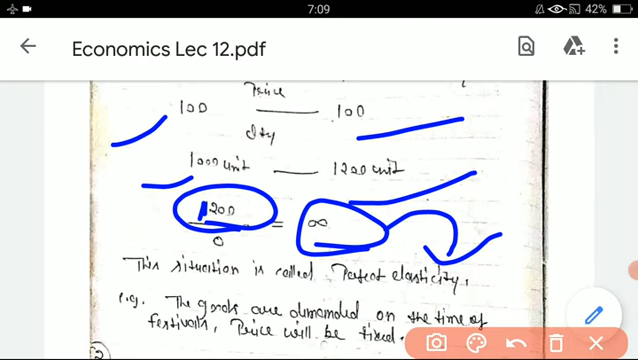 7:09
42%
Economics Lec 12.pdf
Price
100 100
Qty
1000 unit 1200 unit
200
0 = ∞
This situation is called Perfect elasticity.
e.g. The goods are demanded on the time of
festivals, Price will be fixed.
2